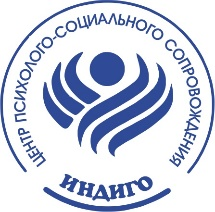 ЦЕНТР ПСИХОЛОГО-СОЦИАЛЬНОГО СОПРОВОЖДЕНИЯ
ИНДИГО